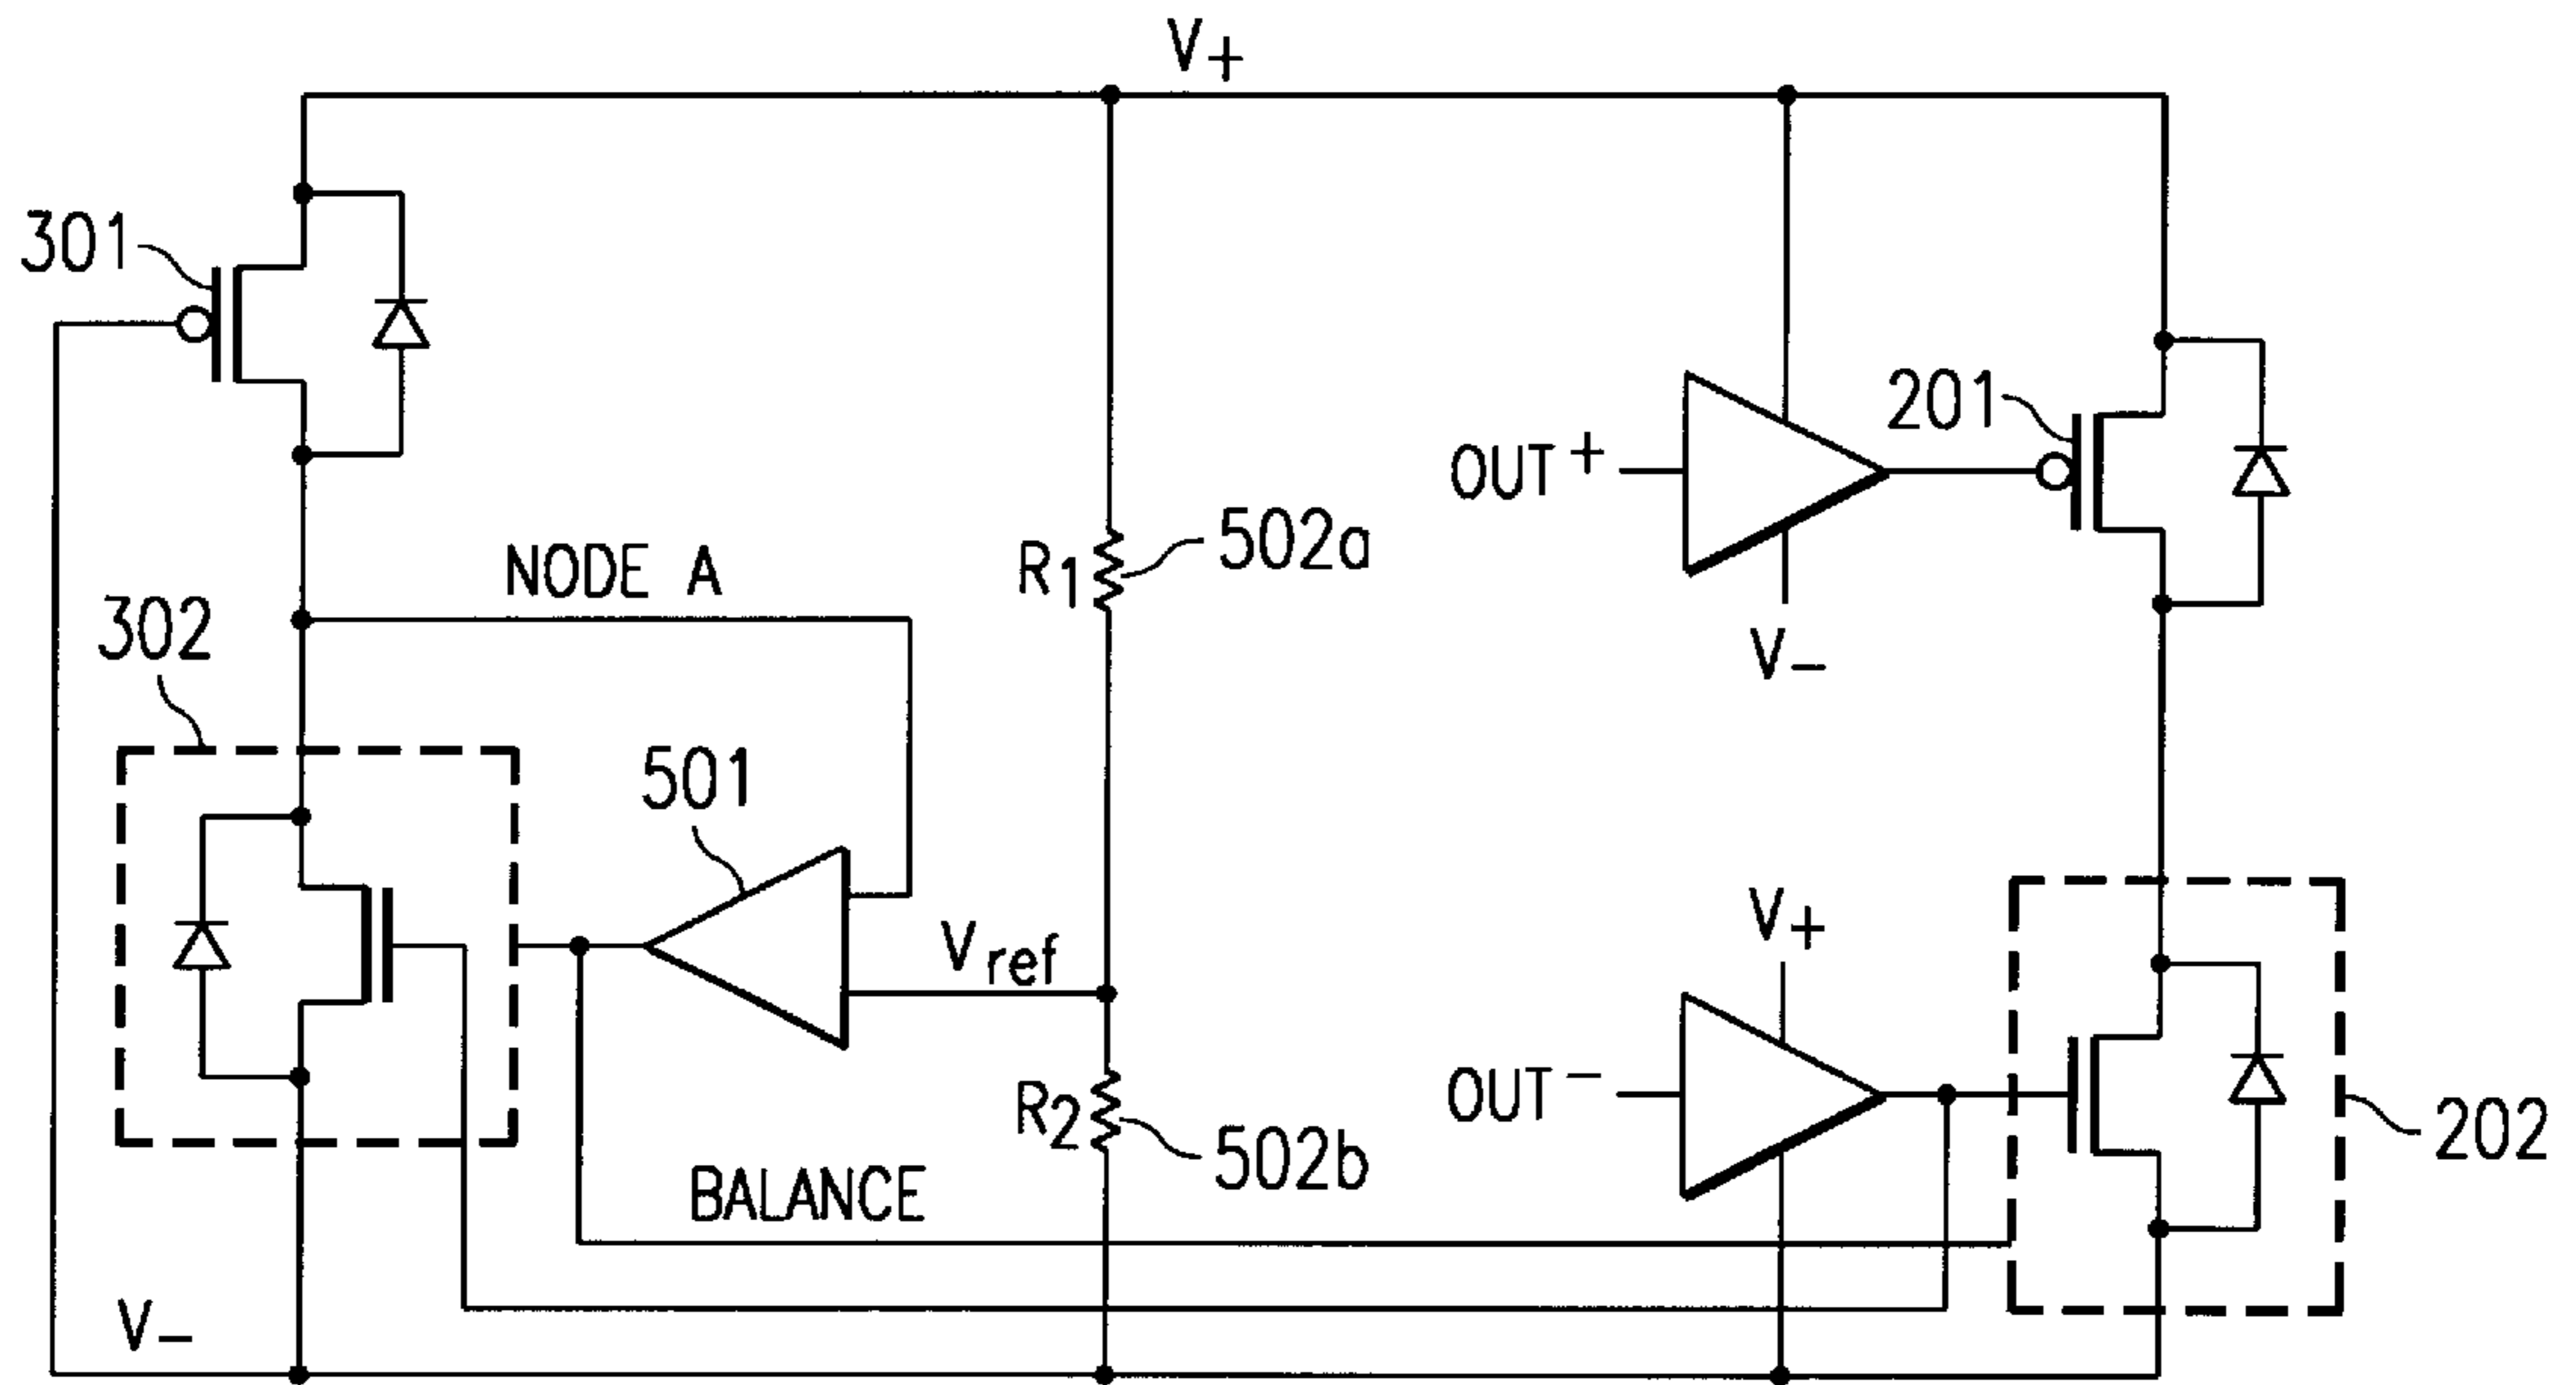 V+
301
201
OUT+
502a
R1
NODE A
302
V-
501
V+
Vref
OUT-
R2
502b
202
BALANCE
V-